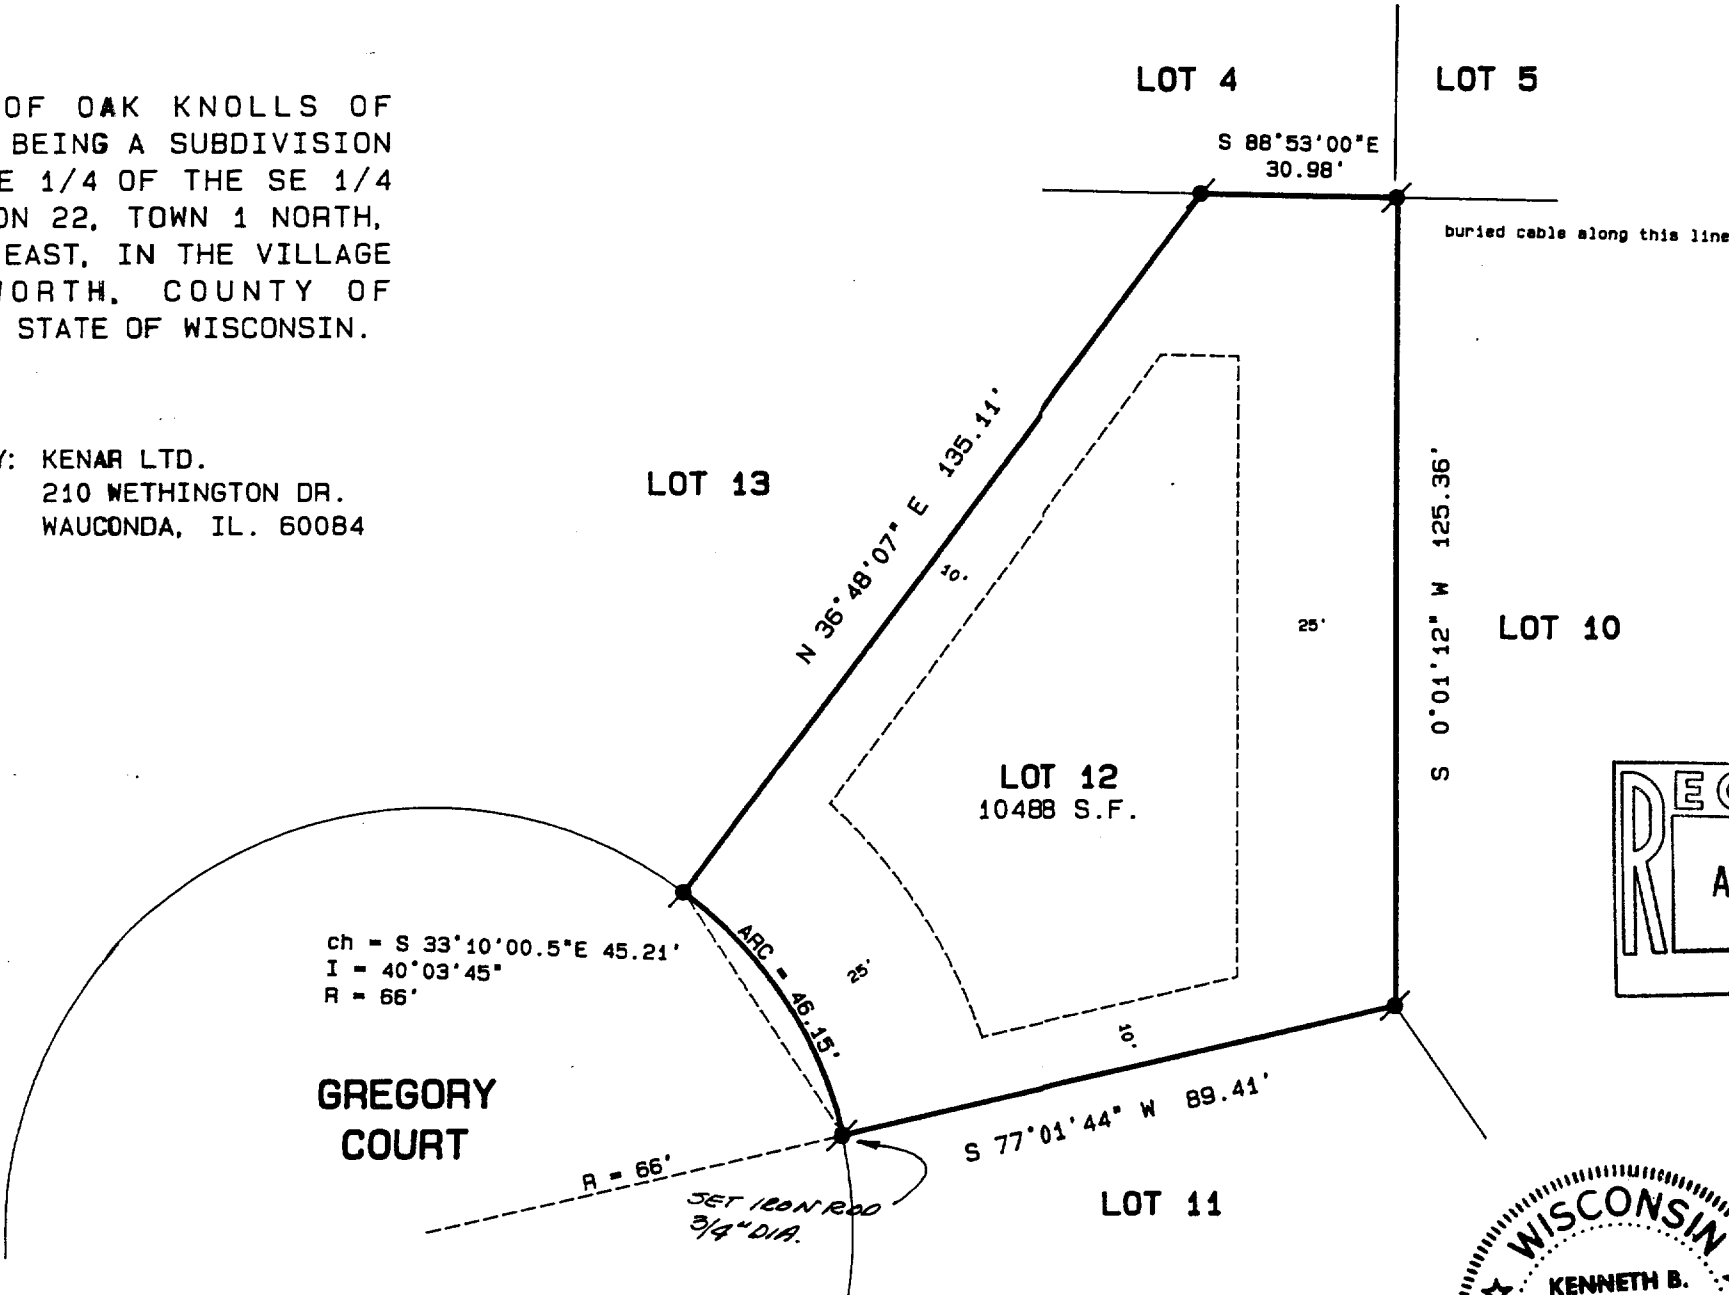 OF OAK KNOLLS OF
BEING A SUBDIVISION
E 1/4 OF THE SE 1/4
ON 22, TOWN 1 NORTH,
EAST, IN THE VILLAGE
WORTH, COUNTY OF
STATE OF WISCONSIN.
Y: KENAR LTD.
210 WETHINGTON DR.
WAUCONDA, IL. 60084
LOT 4
LOT 5
S 88°53'00"E
30.98'
buried cable along this line
LOT 13
N 36°48'07" E 135.11'
10'
25'
S 0°01'12" W 125.36'
LOT 10
LOT 12
10488 S.F.
ch = S 33°10'00.5"E 45.21'
I = 40°03'45"
R = 66'
ARC = 46.15'
25'
10'
GREGORY
COURT
R = 66'
SET IRON ROD
3/4" DIA.
S 77°01'44" W 89.41'
LOT 11
WISCONSIN
KENNETH B.